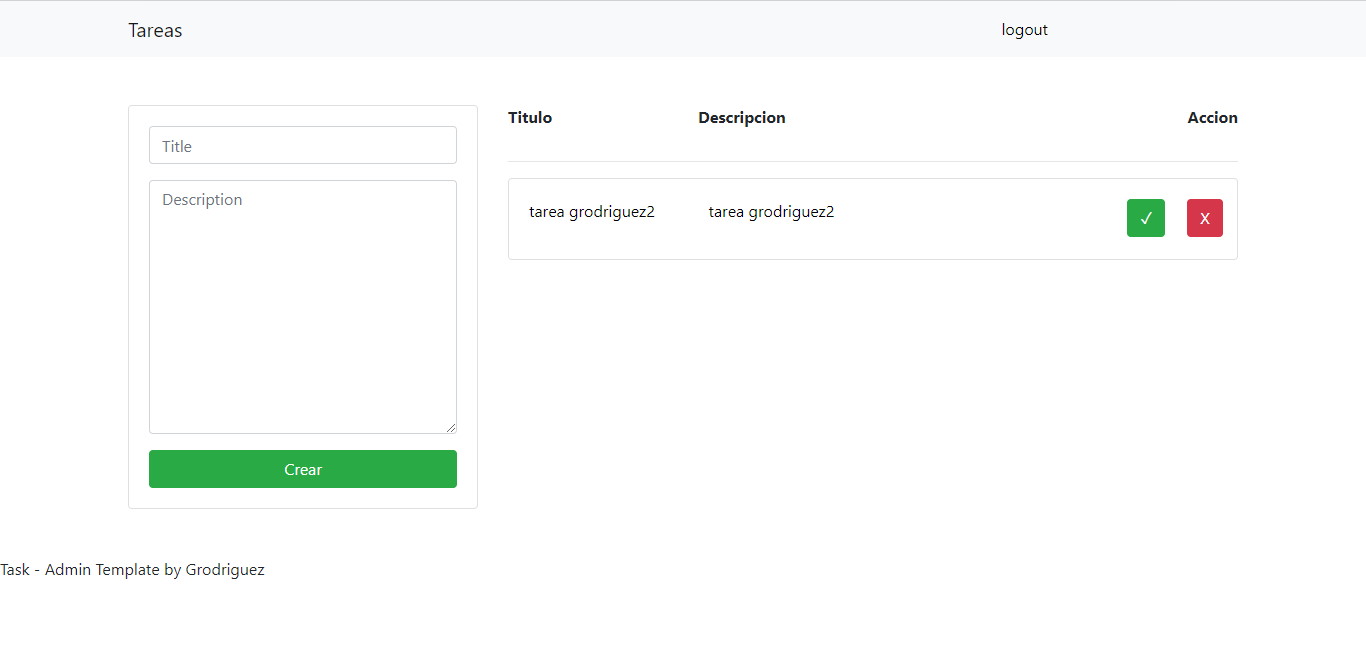 Tareas
logout
Title
Description
Crear
Titulo Descripcion Accion
tarea grodriguez2 tarea grodriguez2 ✓ X
Task - Admin Template by Grodriguez